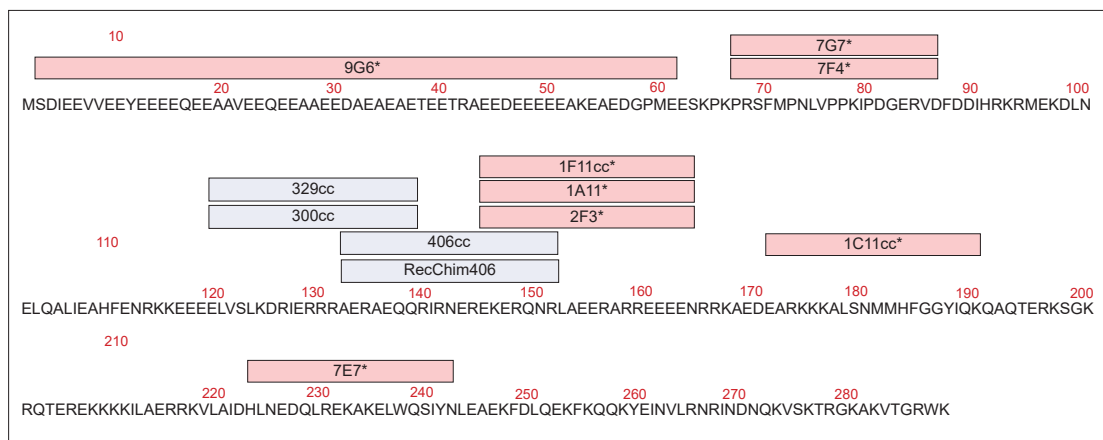 10
7G7*
9G6*
7F4*
20 30 40 50 60 70 80 90 100
MSDIEEVVEEYEEEEQEEAAVEEQEEAAEEDAEAEAETEETRAEEDEEEEEAKEAEDGPMEESKPKPRSFMPNLVPPKIPDGERVDFDDIHRKRMEKDLN
1F11cc*
329cc 1A11*
300cc 2F3*
110 406cc 1C11cc*
RecChim406
120 130 140 150 160 170 180 190 200
ELQALIEAHFENRKKEEEELVSLKDRIERRRAERAEQQRIRNEREKERQNRLAEERARREEEENRRKAEDEARKKKALSNMMHFGGYIQKQAQTERKSGK
210
7E7*
220 230 240 250 260 270 280
RQTEREKKKKILAERRKVLAIDHLNEDQLREKAKELWQSIYNLEAEKFDLQEKFKQQKYEINVLRNRINDNQKVSKTRGKAKVTGRWK